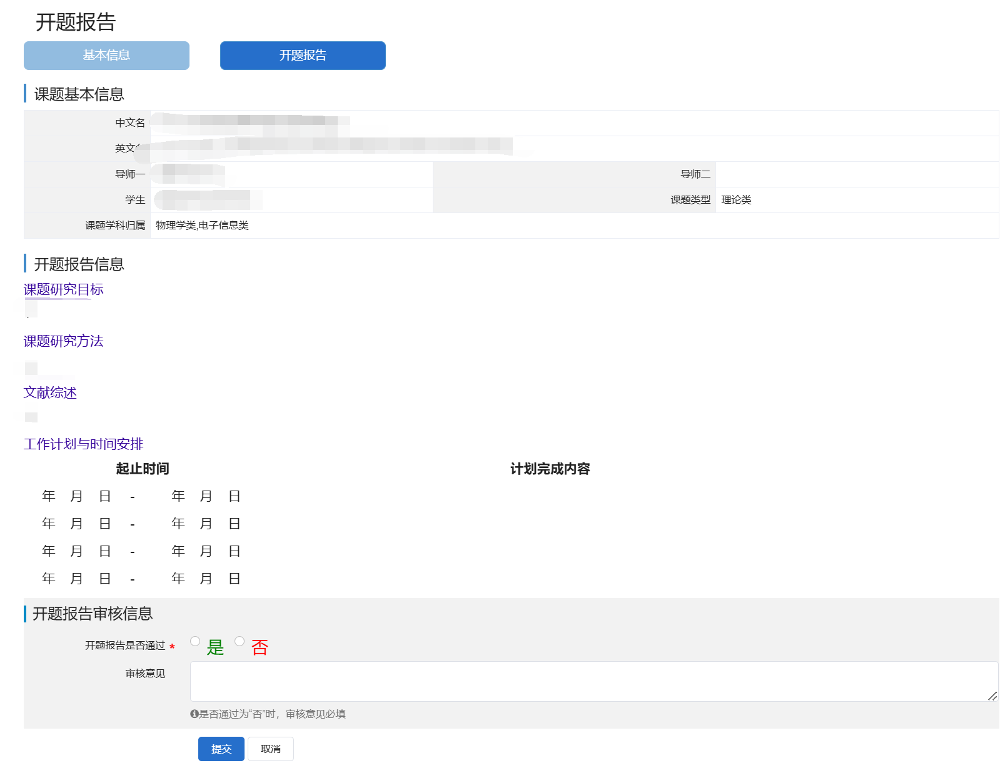 开题报告
基本信息 开题报告
课题基本信息
中文名
英文
导师一 导师二
学生 课题类型 理论类
课题学科归属 物理学类,电子信息类
开题报告信息
课题研究目标
课题研究方法
文献综述
工作计划与时间安排
起止时间 计划完成内容
年 月 日 - 年 月 日
年 月 日 - 年 月 日
年 月 日 - 年 月 日
年 月 日 - 年 月 日
开题报告审核信息
开题报告是否通过 * 是 否
审核意见
是否通过为“否”时，审核意见必填
提交 取消